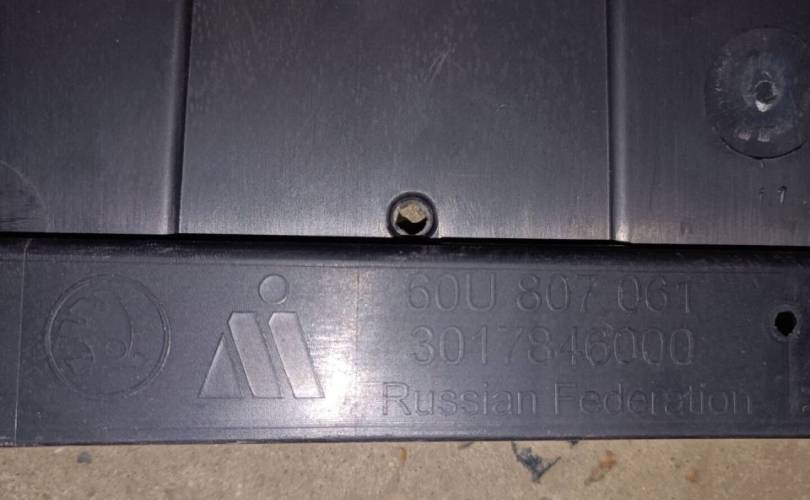 60U 807.061
3017846000
Russian Federation